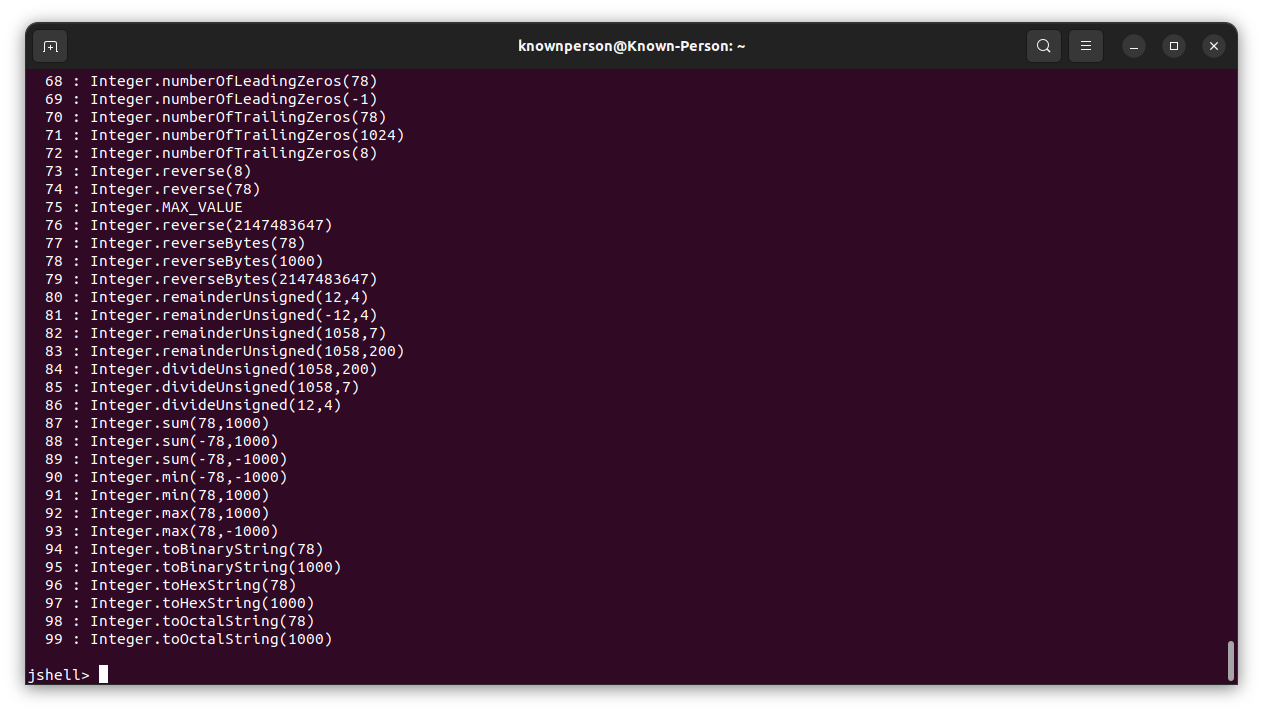 knownperson@Known-Person: ~
68 : Integer.numberOfLeadingZeros(78)
69 : Integer.numberOfLeadingZeros(-1)
70 : Integer.numberOfTrailingZeros(78)
71 : Integer.numberOfTrailingZeros(1024)
72 : Integer.numberOfTrailingZeros(8)
73 : Integer.reverse(8)
74 : Integer.reverse(78)
75 : Integer.MAX_VALUE
76 : Integer.reverse(2147483647)
77 : Integer.reverseBytes(78)
78 : Integer.reverseBytes(1000)
79 : Integer.reverseBytes(2147483647)
80 : Integer.remainderUnsigned(12,4)
81 : Integer.remainderUnsigned(-12,4)
82 : Integer.remainderUnsigned(1058,7)
83 : Integer.remainderUnsigned(1058,200)
84 : Integer.divideUnsigned(1058,200)
85 : Integer.divideUnsigned(1058,7)
86 : Integer.divideUnsigned(12,4)
87 : Integer.sum(78,1000)
88 : Integer.sum(-78,1000)
89 : Integer.sum(-78,-1000)
90 : Integer.min(-78,-1000)
91 : Integer.min(78,1000)
92 : Integer.max(78,1000)
93 : Integer.max(78,-1000)
94 : Integer.toBinaryString(78)
95 : Integer.toBinaryString(1000)
96 : Integer.toHexString(78)
97 : Integer.toHexString(1000)
98 : Integer.toOctalString(78)
99 : Integer.toOctalString(1000)
jshell>